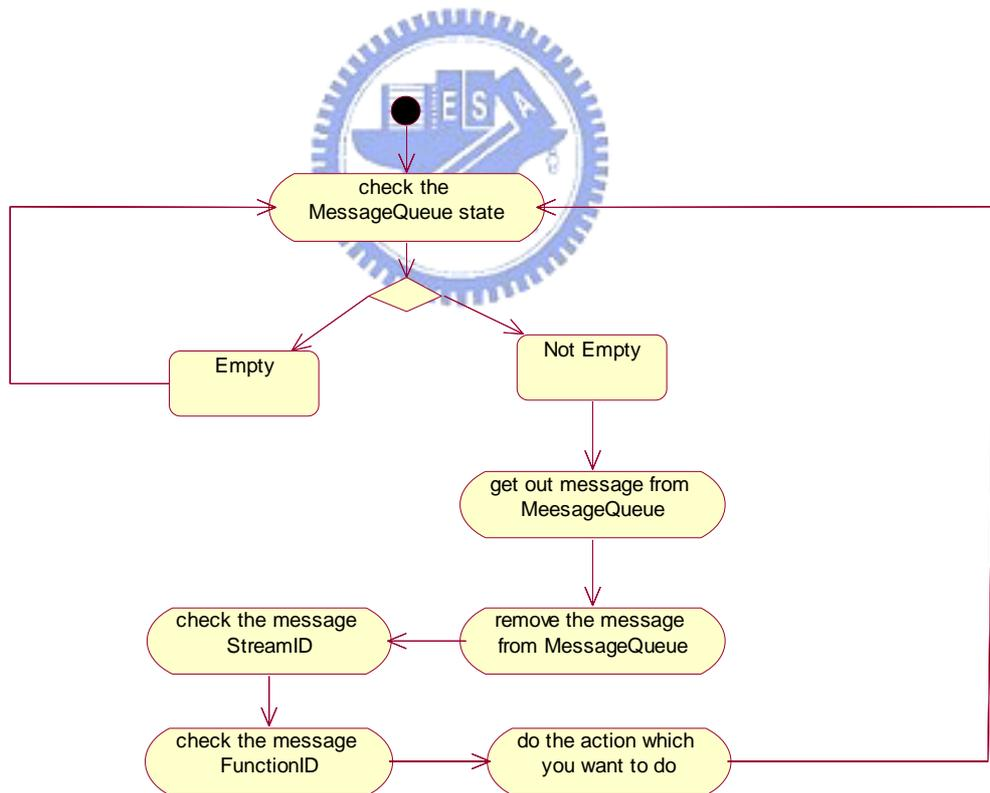 ESA
check the
MessageQueue state
Empty
Not Empty
get out message from
MeesageQueue
check the message
StreamID
remove the message
from MessageQueue
check the message
FunctionID
do the action which
you want to do